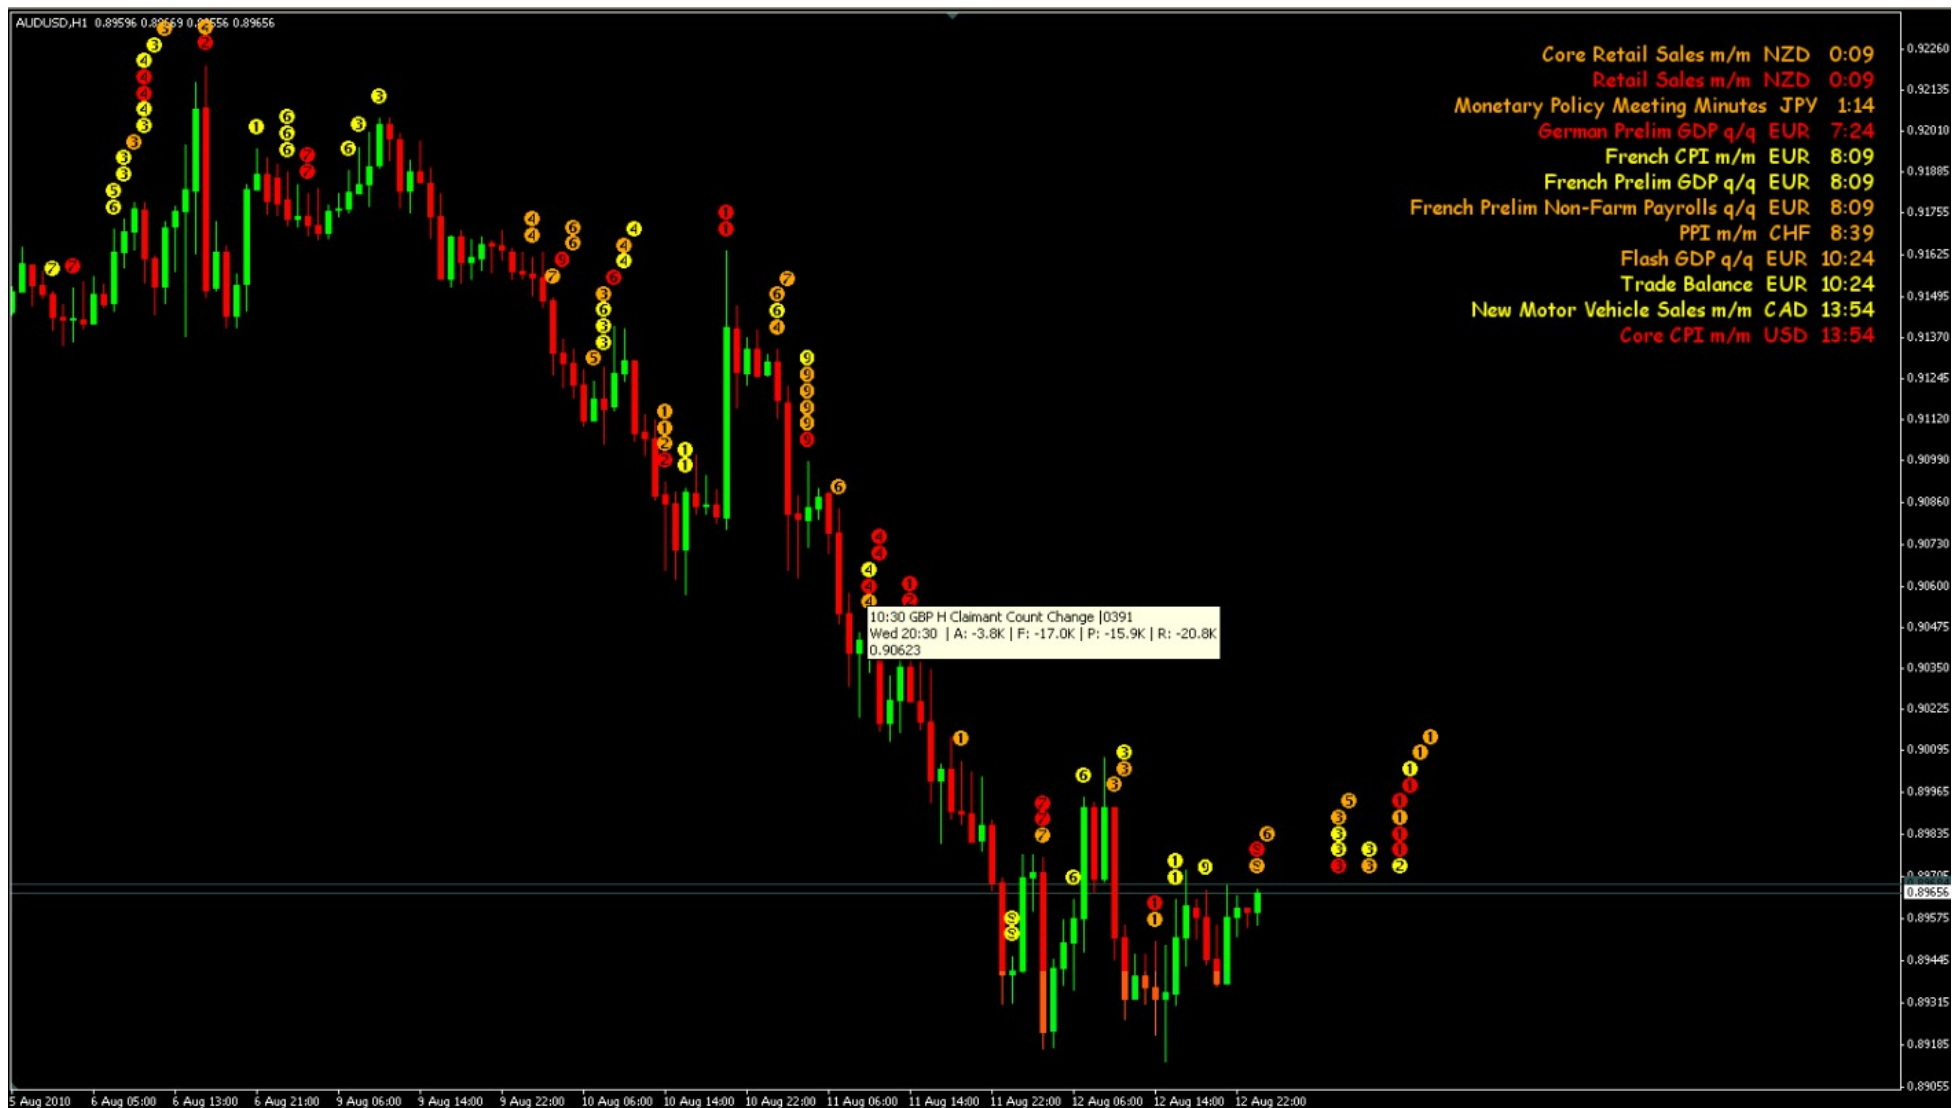 AUDUSD,H1 0.89596 0.89669 0.89556 0.89656
Core Retail Sales m/m NZD 0:09
Retail Sales m/m NZD 0:09
Monetary Policy Meeting Minutes JPY 1:14
German Prelim GDP q/q EUR 7:24
French CPI m/m EUR 8:09
French Prelim GDP q/q EUR 8:09
French Prelim Non-Farm Payrolls q/q EUR 8:09
PPI m/m CHF 8:39
Flash GDP q/q EUR 10:24
Trade Balance EUR 10:24
New Motor Vehicle Sales m/m CAD 13:54
Core CPI m/m USD 13:54
10:30 GBP H Claimant Count Change |0391
Wed 20:30 | A: -3.8K | F: -17.0K | P: -15.9K | R: -20.8K
0.90623
0.92260
0.92135
0.92010
0.91885
0.91755
0.91625
0.91495
0.91370
0.91245
0.91120
0.90990
0.90860
0.90730
0.90600
0.90475
0.90350
0.90225
0.90095
0.89965
0.89835
0.89705
0.89656
0.89575
0.89445
0.89315
0.89185
0.89055
5 Aug 2010 6 Aug 05:00 6 Aug 13:00 6 Aug 21:00 9 Aug 06:00 9 Aug 14:00 9 Aug 22:00 10 Aug 06:00 10 Aug 14:00 10 Aug 22:00 11 Aug 06:00 11 Aug 14:00 11 Aug 22:00 12 Aug 06:00 12 Aug 14:00 12 Aug 22:00